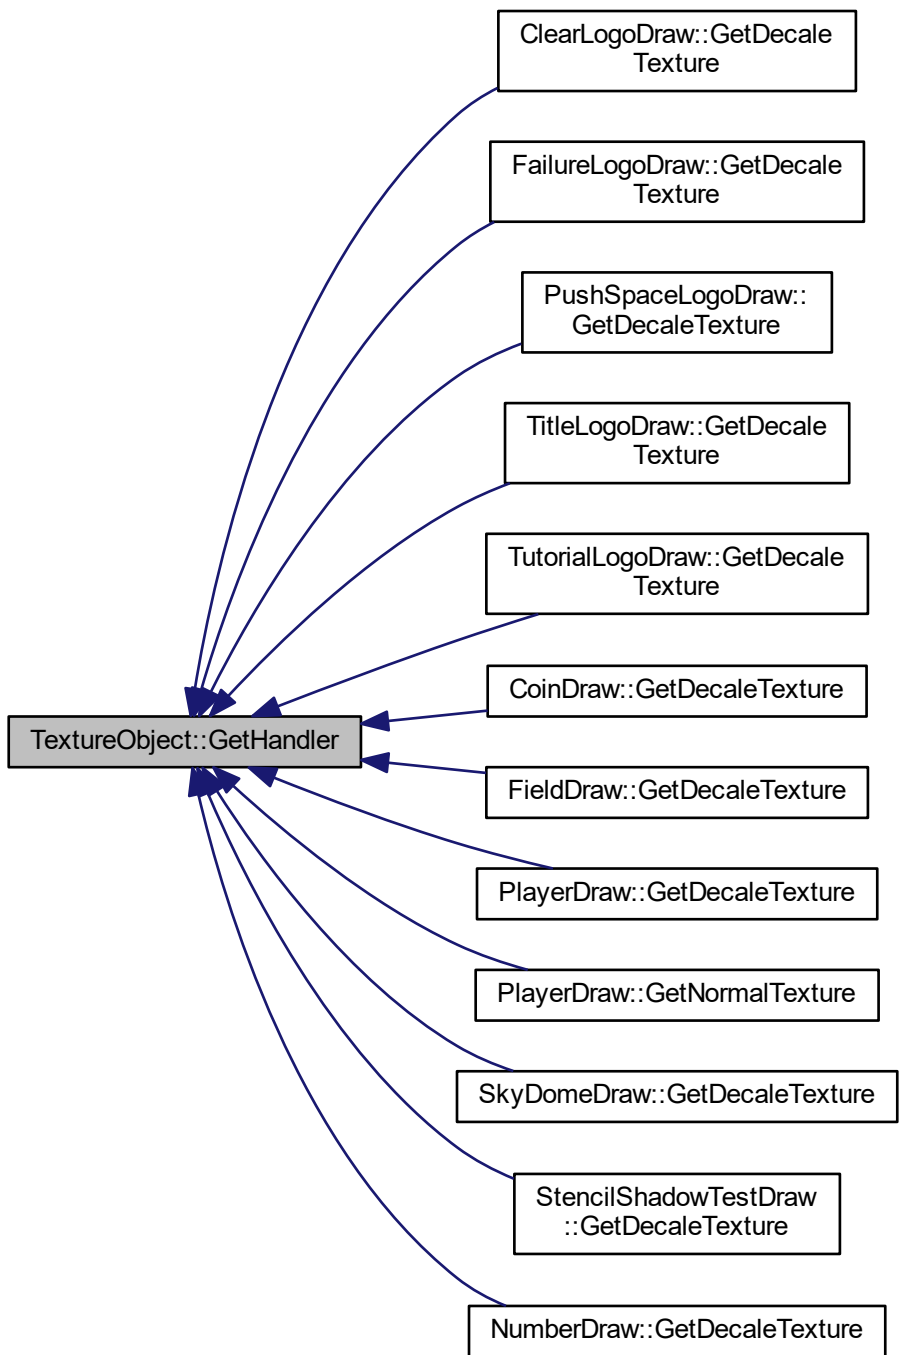 ClearLogoDraw::GetDecale
Texture
FailureLogoDraw::GetDecale
Texture
PushSpaceLogoDraw::
GetDecaleTexture
TitleLogoDraw::GetDecale
Texture
TutorialLogoDraw::GetDecale
Texture
CoinDraw::GetDecaleTexture
TextureObject::GetHandler
FieldDraw::GetDecaleTexture
PlayerDraw::GetDecaleTexture
PlayerDraw::GetNormalTexture
SkyDomeDraw::GetDecaleTexture
StencilShadowTestDraw
::GetDecaleTexture
NumberDraw::GetDecaleTexture